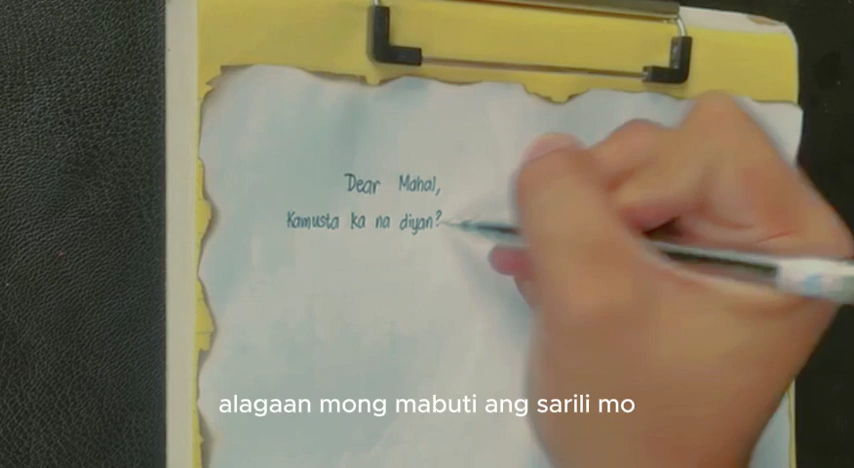 Dear Mahal,
Kamusta ka na diyan?
alagaan mong mabuti ang sarili mo